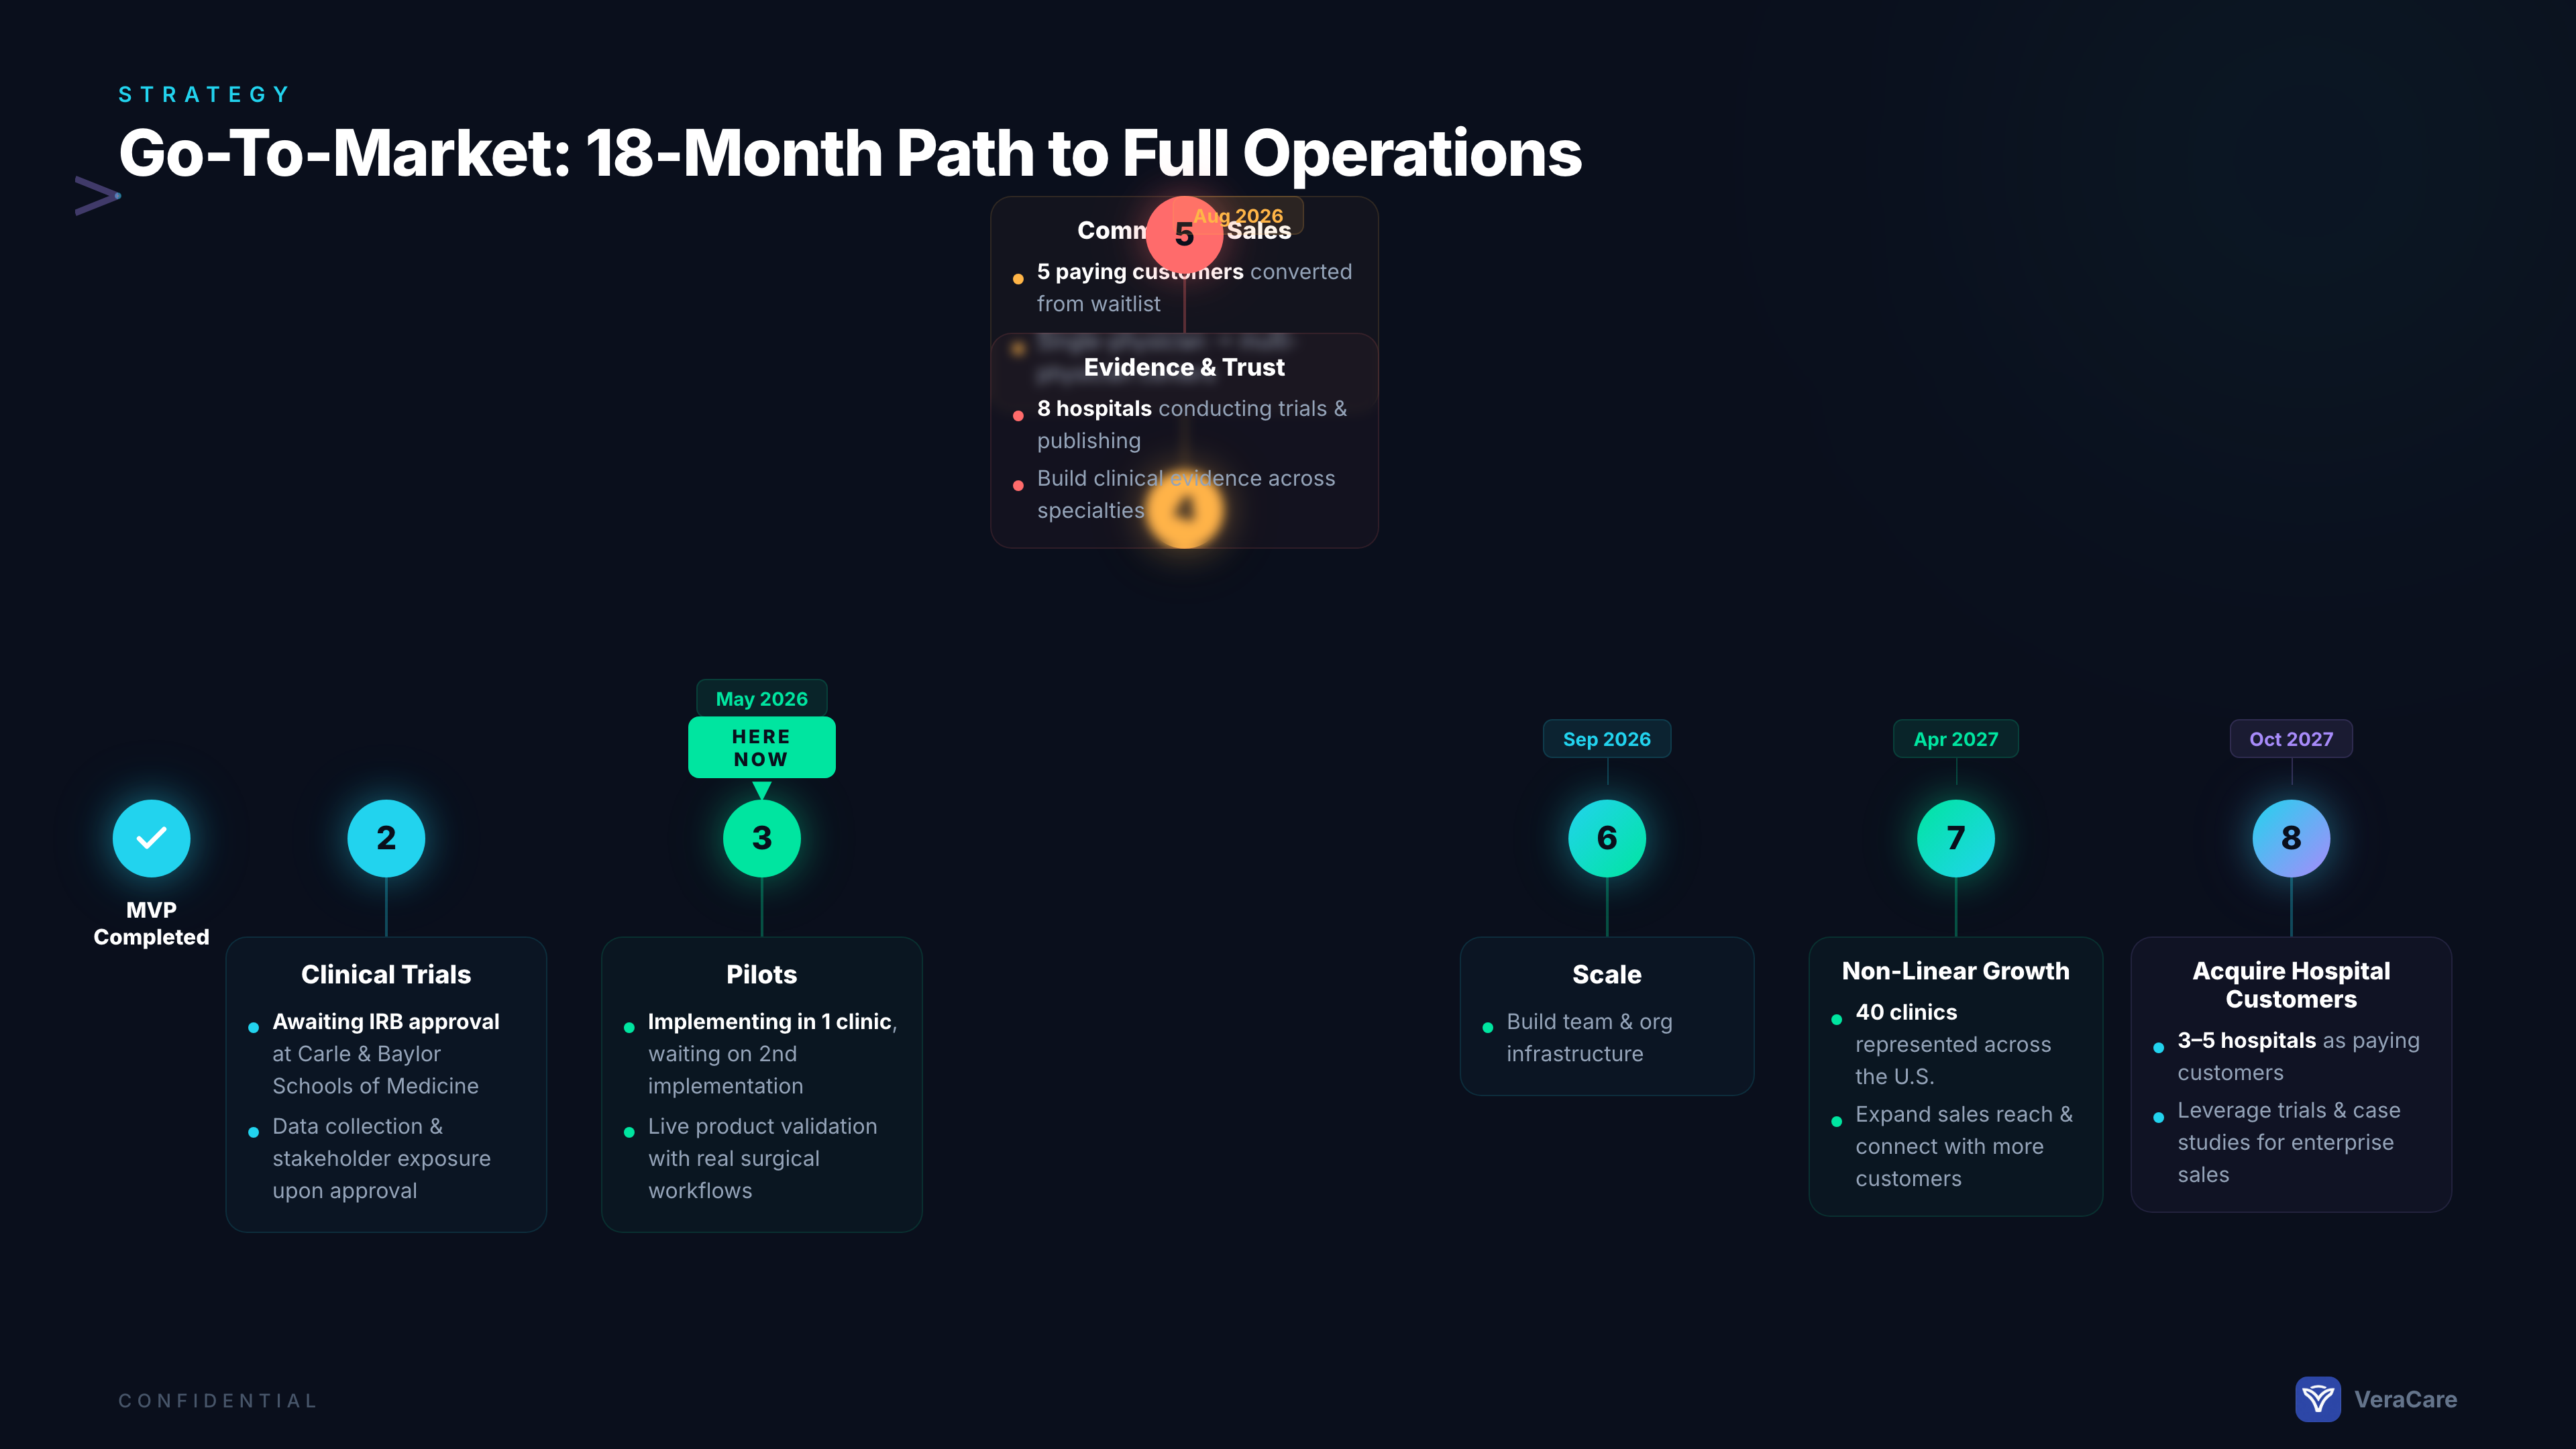 STRATEGY
Go-To-Market: 18-Month Path to Full Operations
>
Aug 2026
5
Sales
5 paying customers converted
from waitlist
Evidence & Trust
8 hospitals conducting trials &
publishing
Build clinical evidence across
specialties
4
MVP
Completed
2
Clinical Trials
Awaiting IRB approval
at Carle & Baylor
Schools of Medicine
Data collection &
stakeholder exposure
upon approval
May 2026
HERE
NOW
3
Pilots
Implementing in 1 clinic,
waiting on 2nd
implementation
Live product validation
with real surgical
workflows
Sep 2026
6
Scale
Build team & org
infrastructure
Apr 2027
7
Non-Linear Growth
40 clinics
represented across
the U.S.
Expand sales reach &
connect with more
customers
Oct 2027
8
Acquire Hospital
Customers
3–5 hospitals as paying
customers
Leverage trials & case
studies for enterprise
sales
CONFIDENTIAL
VeraCare